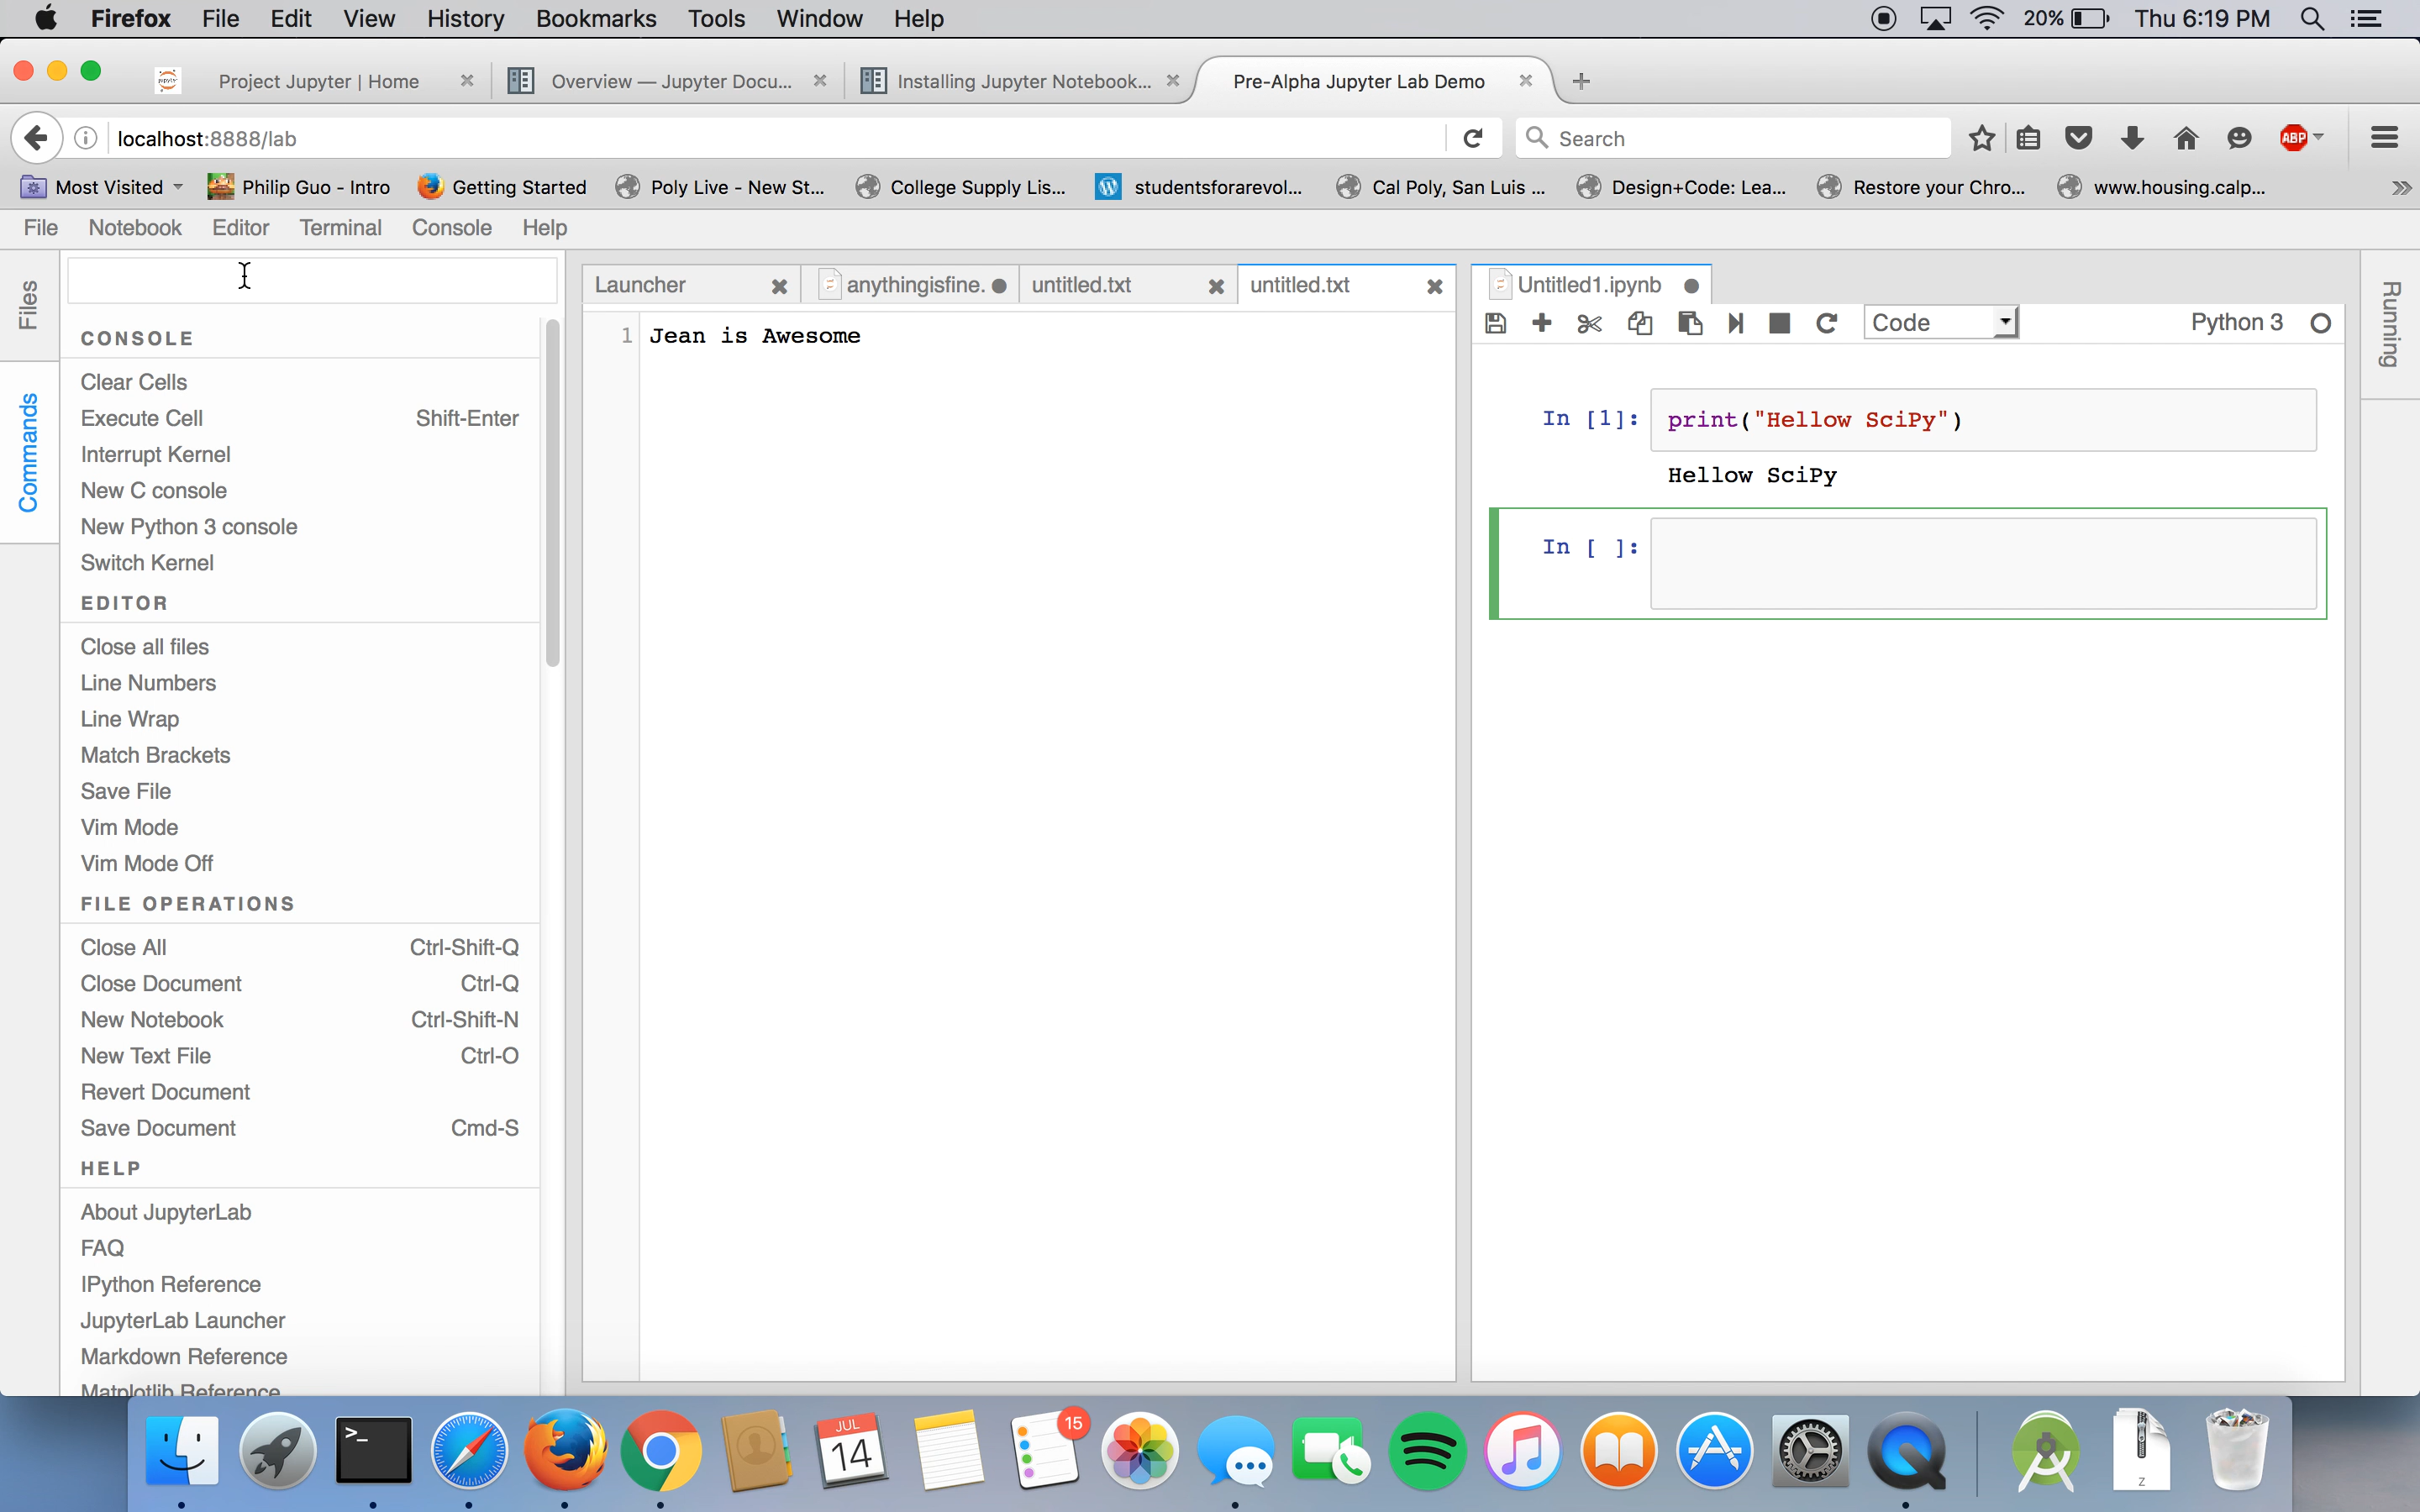 Firefox File Edit View History Bookmarks Tools Window Help 20% Thu 6:19 PM
Project Jupyter | Home Overview — Jupyter Docu... Installing Jupyter Notebook... Pre-Alpha Jupyter Lab Demo
localhost:8888/lab Search ABP
Most Visited Philip Guo - Intro Getting Started Poly Live - New St... College Supply Lis... studentsforarevol... Cal Poly, San Luis ... Design+Code: Lea... Restore your Chro... www.housing.calp...
File Notebook Editor Terminal Console Help
Files
Commands
CONSOLE
Clear Cells
Execute Cell Shift-Enter
Interrupt Kernel
New C console
New Python 3 console
Switch Kernel
EDITOR
Close all files
Line Numbers
Line Wrap
Match Brackets
Save File
Vim Mode
Vim Mode Off
FILE OPERATIONS
Close All Ctrl-Shift-Q
Close Document Ctrl-Q
New Notebook Ctrl-Shift-N
New Text File Ctrl-O
Revert Document
Save Document Cmd-S
HELP
About JupyterLab
FAQ
IPython Reference
JupyterLab Launcher
Markdown Reference
Matplotlib Reference
Launcher anythingisfine. untitled.txt untitled.txt
1 Jean is Awesome
Untitled1.ipynb
Code Python 3
In [1]: print("Hellow SciPy")
Hellow SciPy
In [ ]:
Running
JUL
14
15
Z